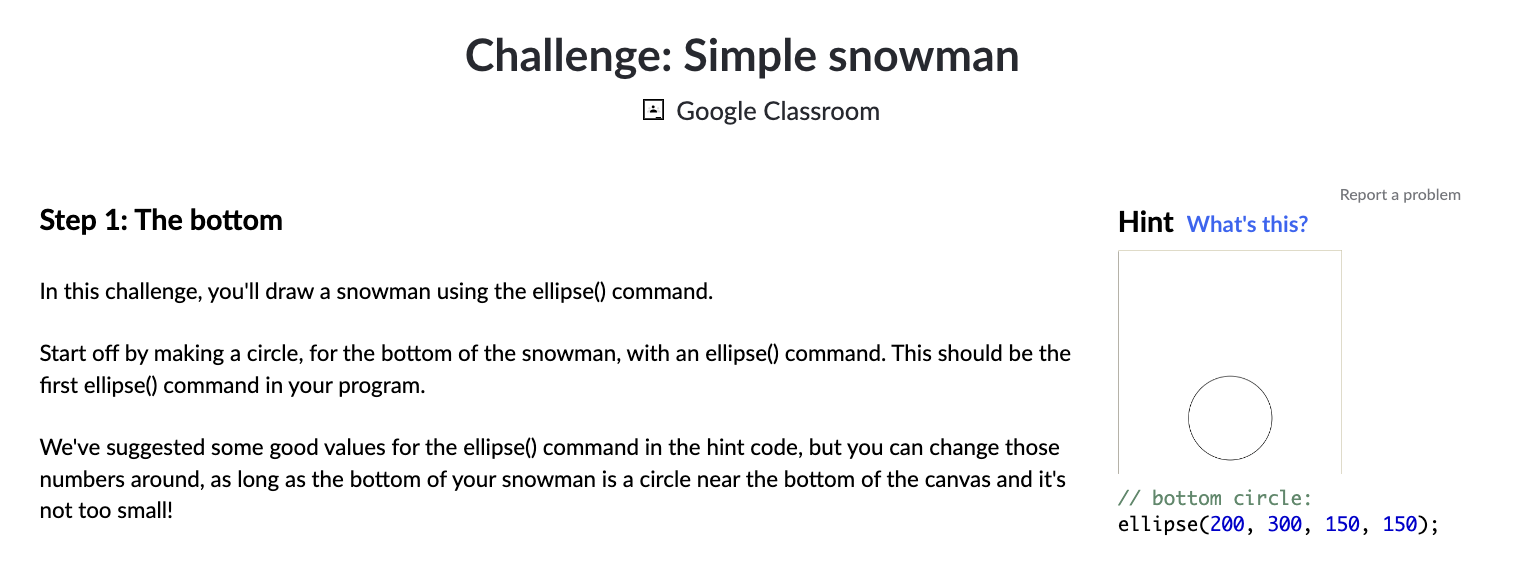 Challenge: Simple snowman
Google Classroom
Report a problem
Step 1: The bottom
Hint What's this?
In this challenge, you'll draw a snowman using the ellipse() command.
Start off by making a circle, for the bottom of the snowman, with an ellipse() command. This should be the
first ellipse() command in your program.
We've suggested some good values for the ellipse() command in the hint code, but you can change those
numbers around, as long as the bottom of your snowman is a circle near the bottom of the canvas and it's
not too small!
// bottom circle:
ellipse(200, 300, 150, 150);